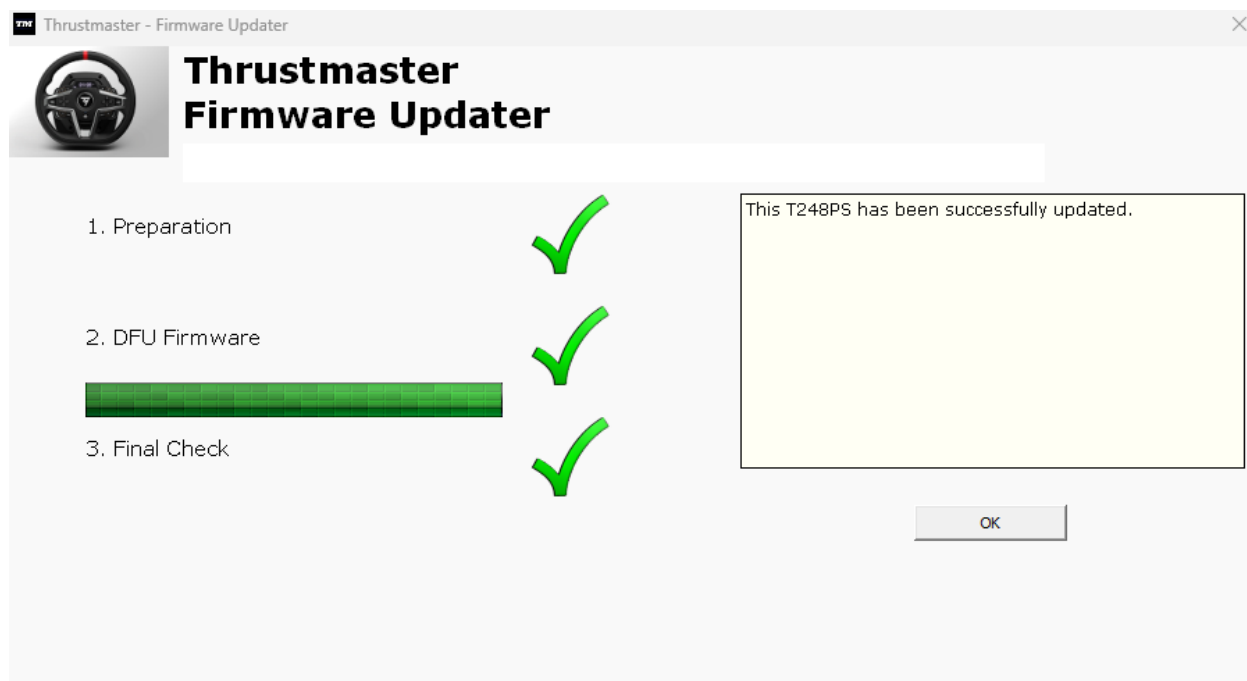 TM Thrustmaster - Firmware Updater
Thrustmaster
Firmware Updater
1. Preparation
This T248PS has been successfully updated.
2. DFU Firmware
3. Final Check
OK